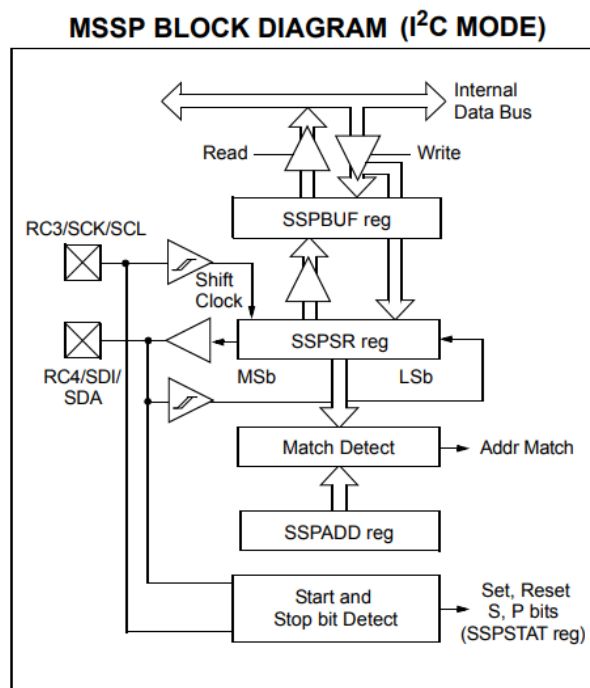 MSSP BLOCK DIAGRAM (I²C MODE)
Internal
Data Bus
Read
Write
SSPBUF reg
RC3/SCK/SCL
Shift
Clock
SSPSR reg
MSb
LSb
RC4/SDI/
SDA
Match Detect
Addr Match
SSPADD reg
Start and
Stop bit Detect
Set, Reset
S, P bits
(SSPSTAT reg)